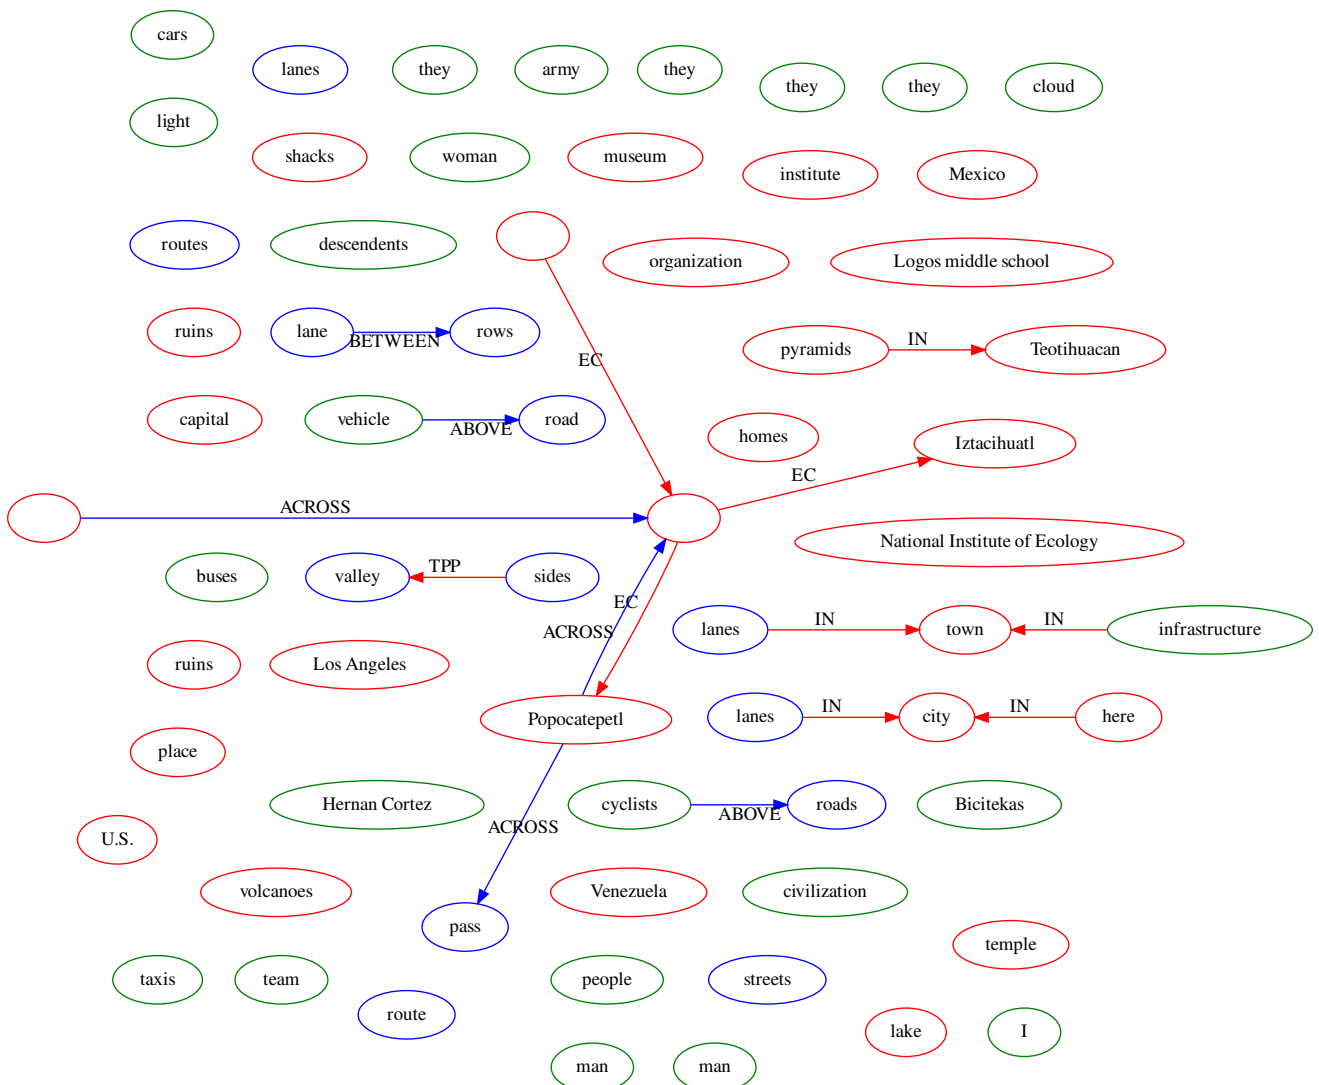 cars
lanes
they
army
they
they
they
cloud
light
shacks
woman
museum
institute
Mexico
routes
descendents
organization
Logos middle school
ruins
lane
BETWEEN
rows
EC
pyramids
IN
Teotihuacan
capital
vehicle
ABOVE
road
homes
Iztacihuatl
EC
ACROSS
National Institute of Ecology
buses
valley
TPP
sides
EC
ACROSS
lanes
IN
town
IN
infrastructure
ruins
Los Angeles
Popocatepetl
lanes
IN
city
IN
here
place
Hernan Cortez
cyclists
ABOVE
roads
Bicitekas
U.S.
ACROSS
volcanoes
Venezuela
civilization
pass
temple
taxis
team
people
streets
route
lake
I
man
man